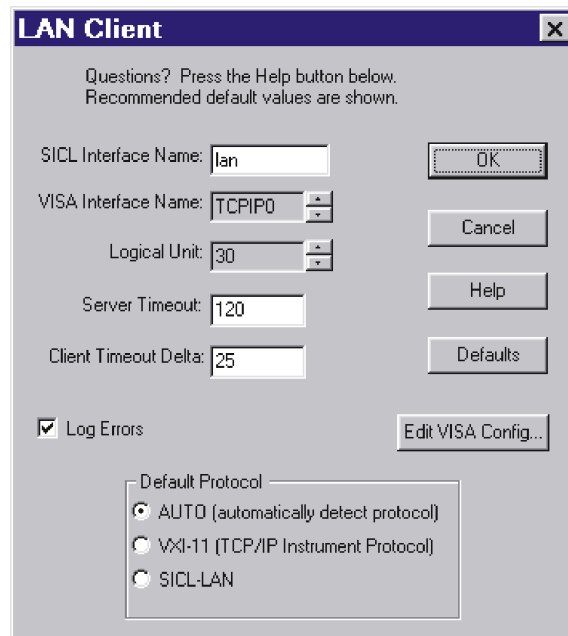 LAN Client
Questions? Press the Help button below.
Recommended default values are shown.
SICL Interface Name: lan
OK
VISA Interface Name: TCPIP0
Cancel
Logical Unit: 30
Help
Server Timeout: 120
Client Timeout Delta: 25
Defaults
Log Errors
Edit VISA Config...
Default Protocol
AUTO (automatically detect protocol)
VXI-11 (TCP/IP Instrument Protocol)
SICL-LAN